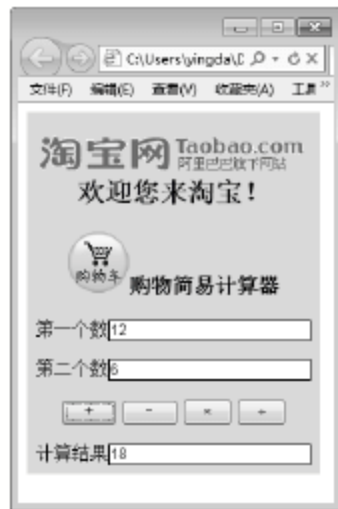 C:\Users\yingda\D
文件(F) 编辑(E) 查看(V) 收藏夹(A) 工具 »
淘宝网 Taobao.com
阿里巴巴旗下网站
欢迎您来淘宝！
购物车 购物简易计算器
第一个数 12
第二个数 6
+ - × ÷
计算结果 18